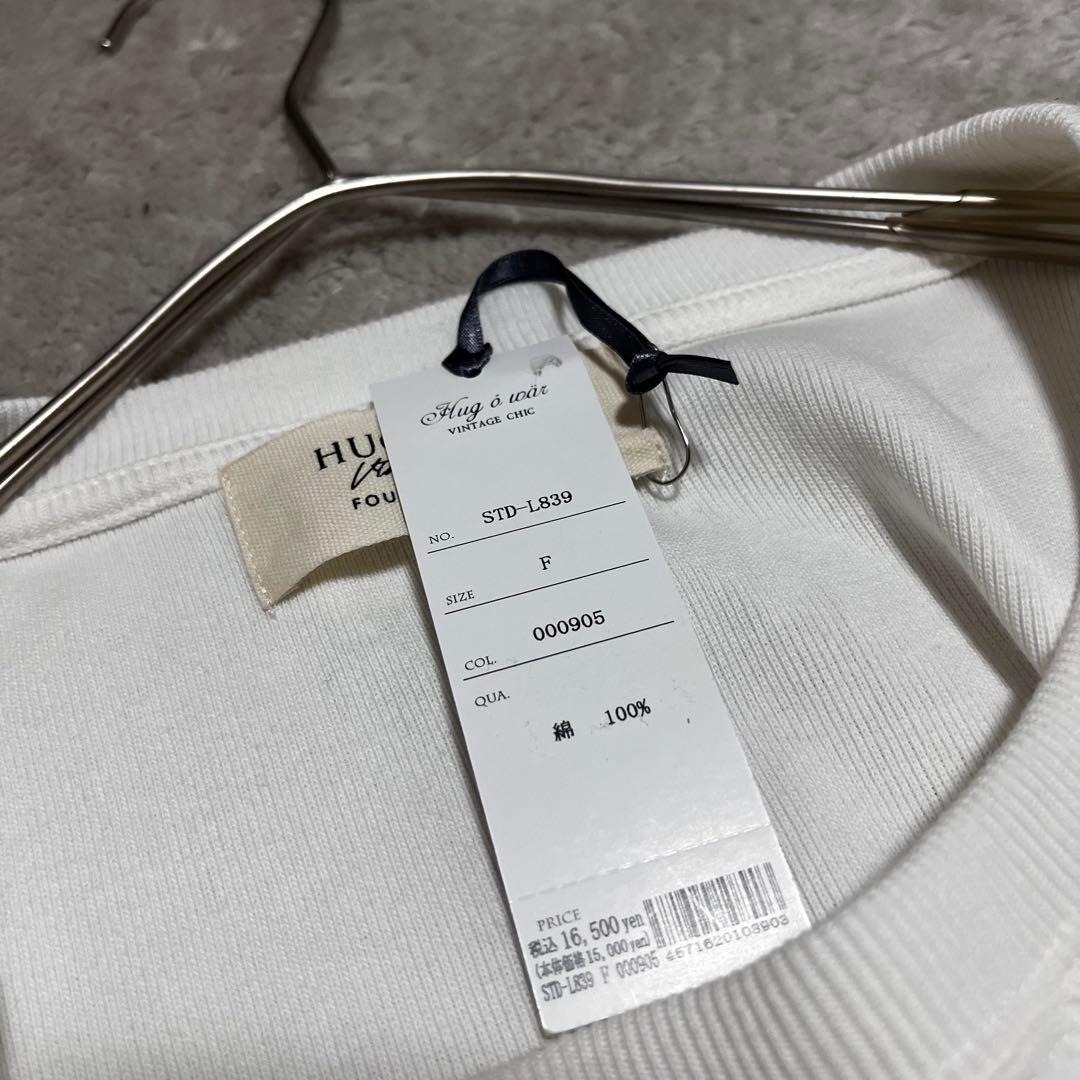 HUG
FOU
Hug ó wär
VINTAGE CHIC
NO. STD-L839
SIZE F
COL. 000905
QUA.
綿 100%
PRICE
税込 16,500yen
(本体価格15,000yen)
STD-L839 F 000905 4571620103903